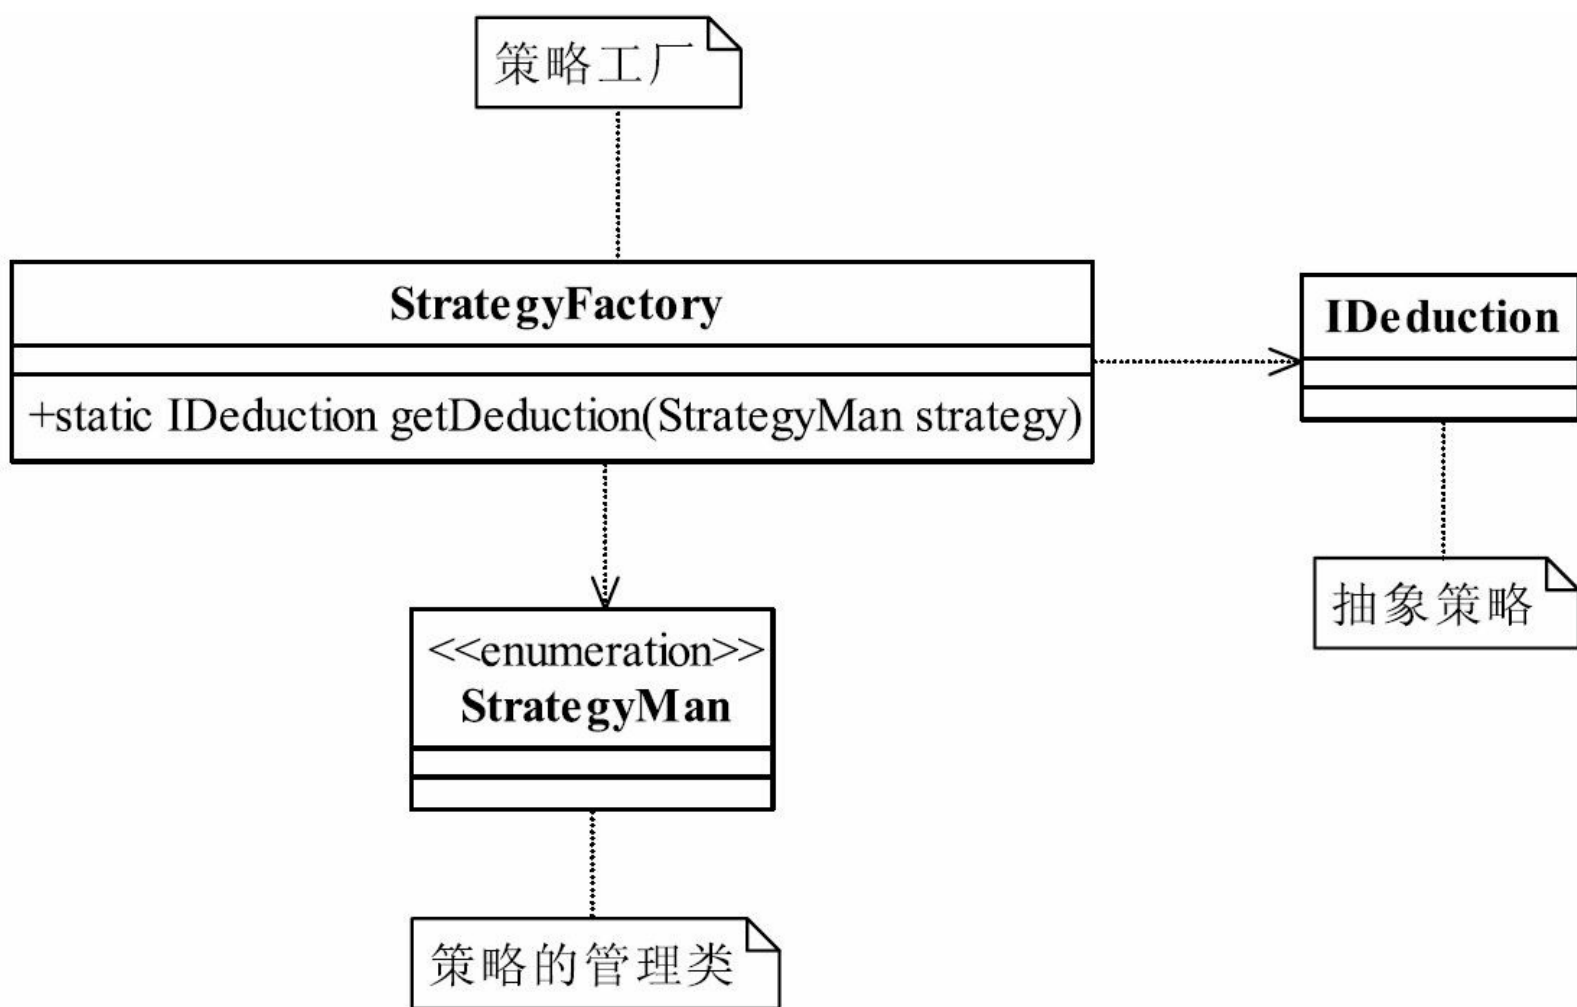 策略工厂
StrategyFactory
+static IDeduction getDeduction(StrategyMan strategy)
IDeduction
抽象策略
<<enumeration>>
StrategyMan
策略的管理类